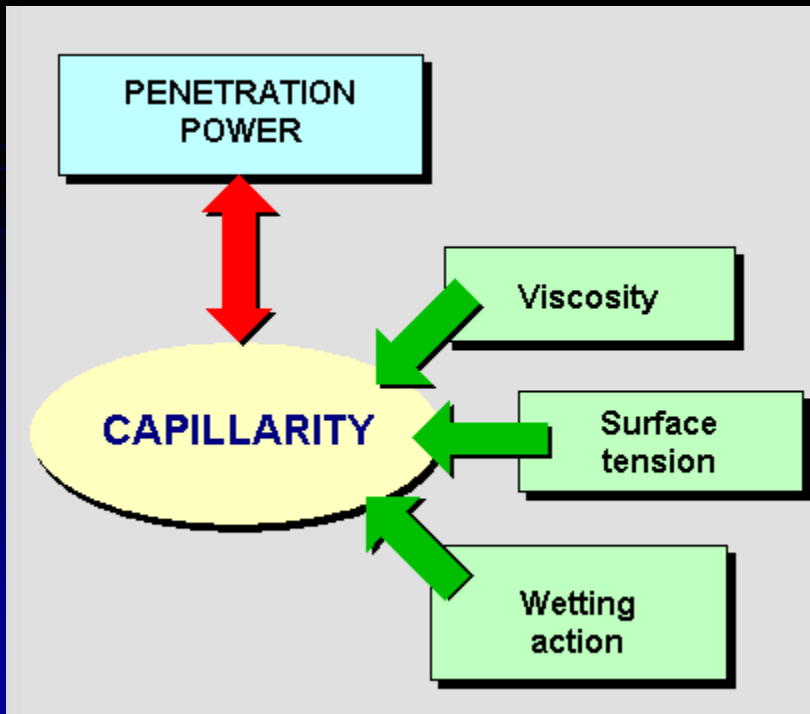 PENETRATION
POWER
Viscosity
CAPILLARITY
Surface
tension
Wetting
action